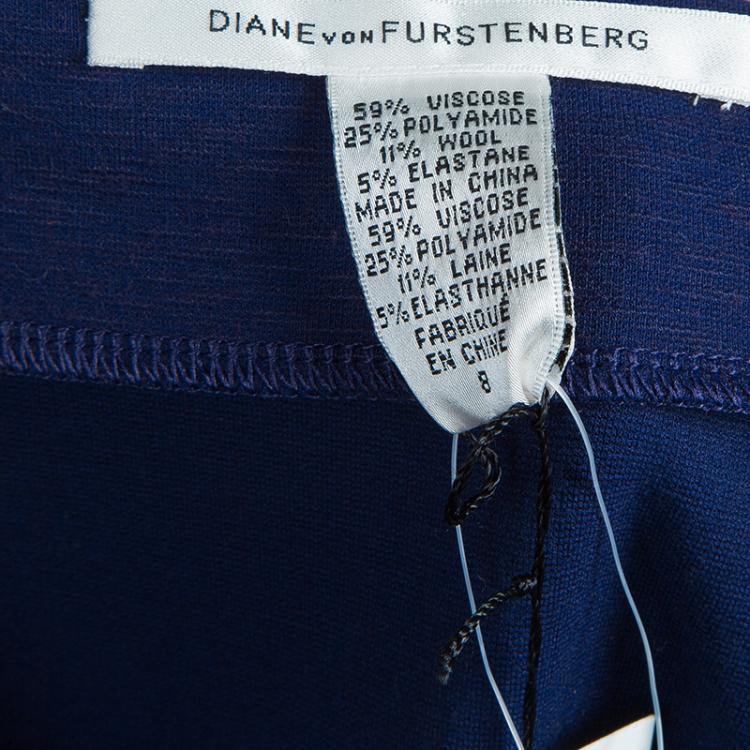 DIANE VON FURSTENBERG
59% VISCOSE
25% POLYAMIDE
11% WOOL
5% ELASTANE
MADE IN CHINA
59% VISCOSE
25% POLYAMIDE
11% LAINE
5% ELASTHANNE
FABRIQUÉ
EN CHINE
8